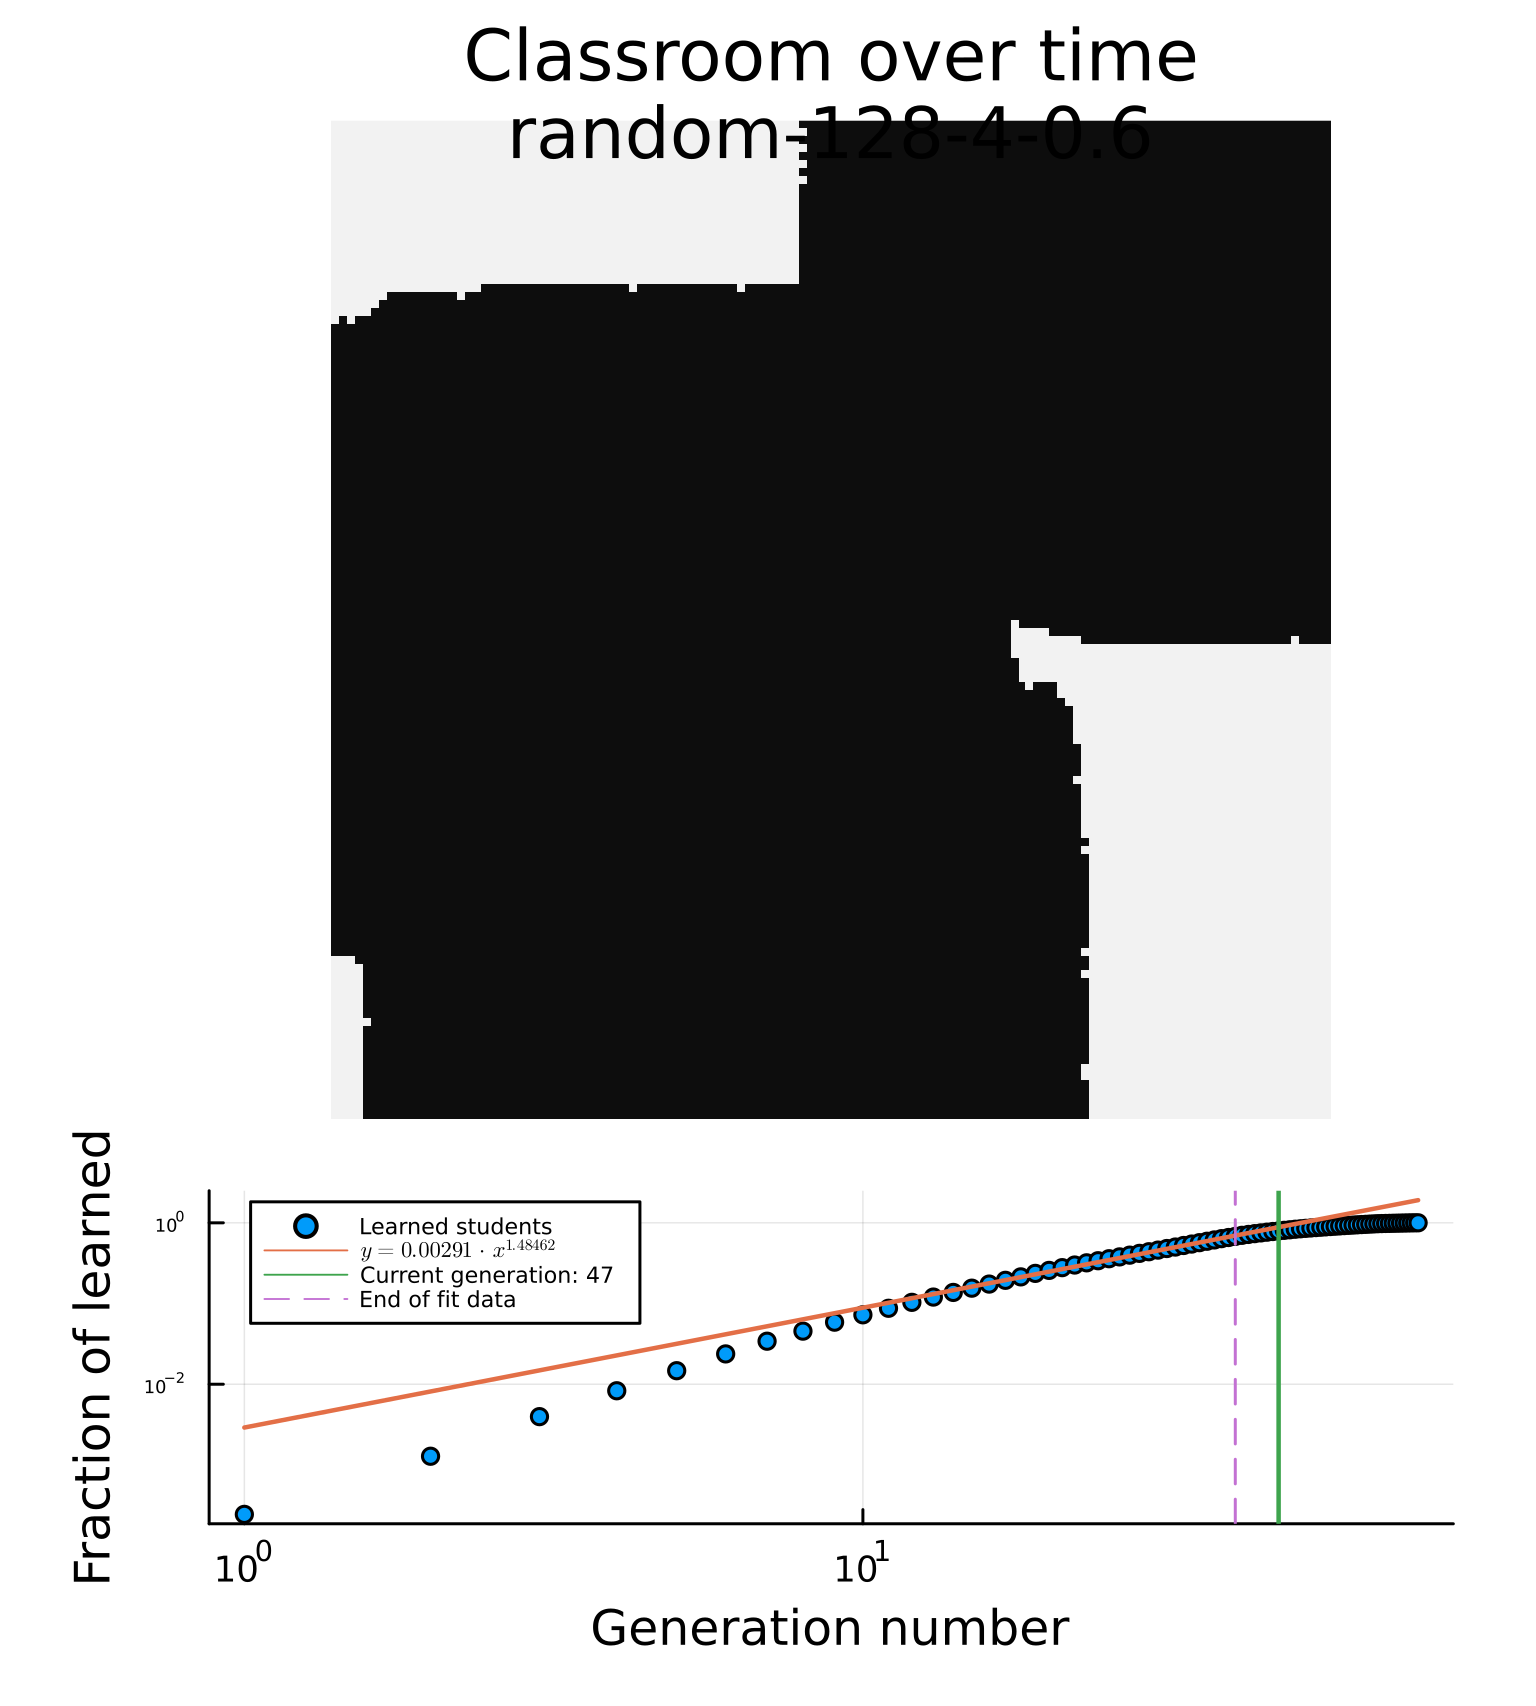 Classroom over time
random-128-4-0.6
Fraction of learned
10⁰
10⁻²
Learned students
y = 0.00291 · x^1.48462
Current generation: 47
End of fit data
10⁰
10¹
Generation number